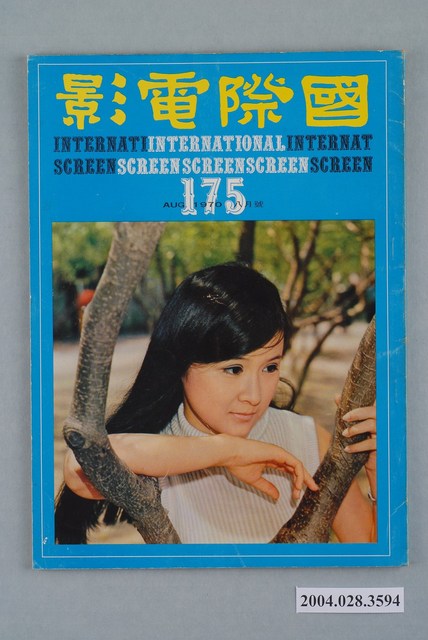 國際電影
INTERNATIINTERNATIONALINTERNAT
SCREENSCREENSCREENSCREENSCREEN
175
AUG. 1970 八月號
2004.028.3594